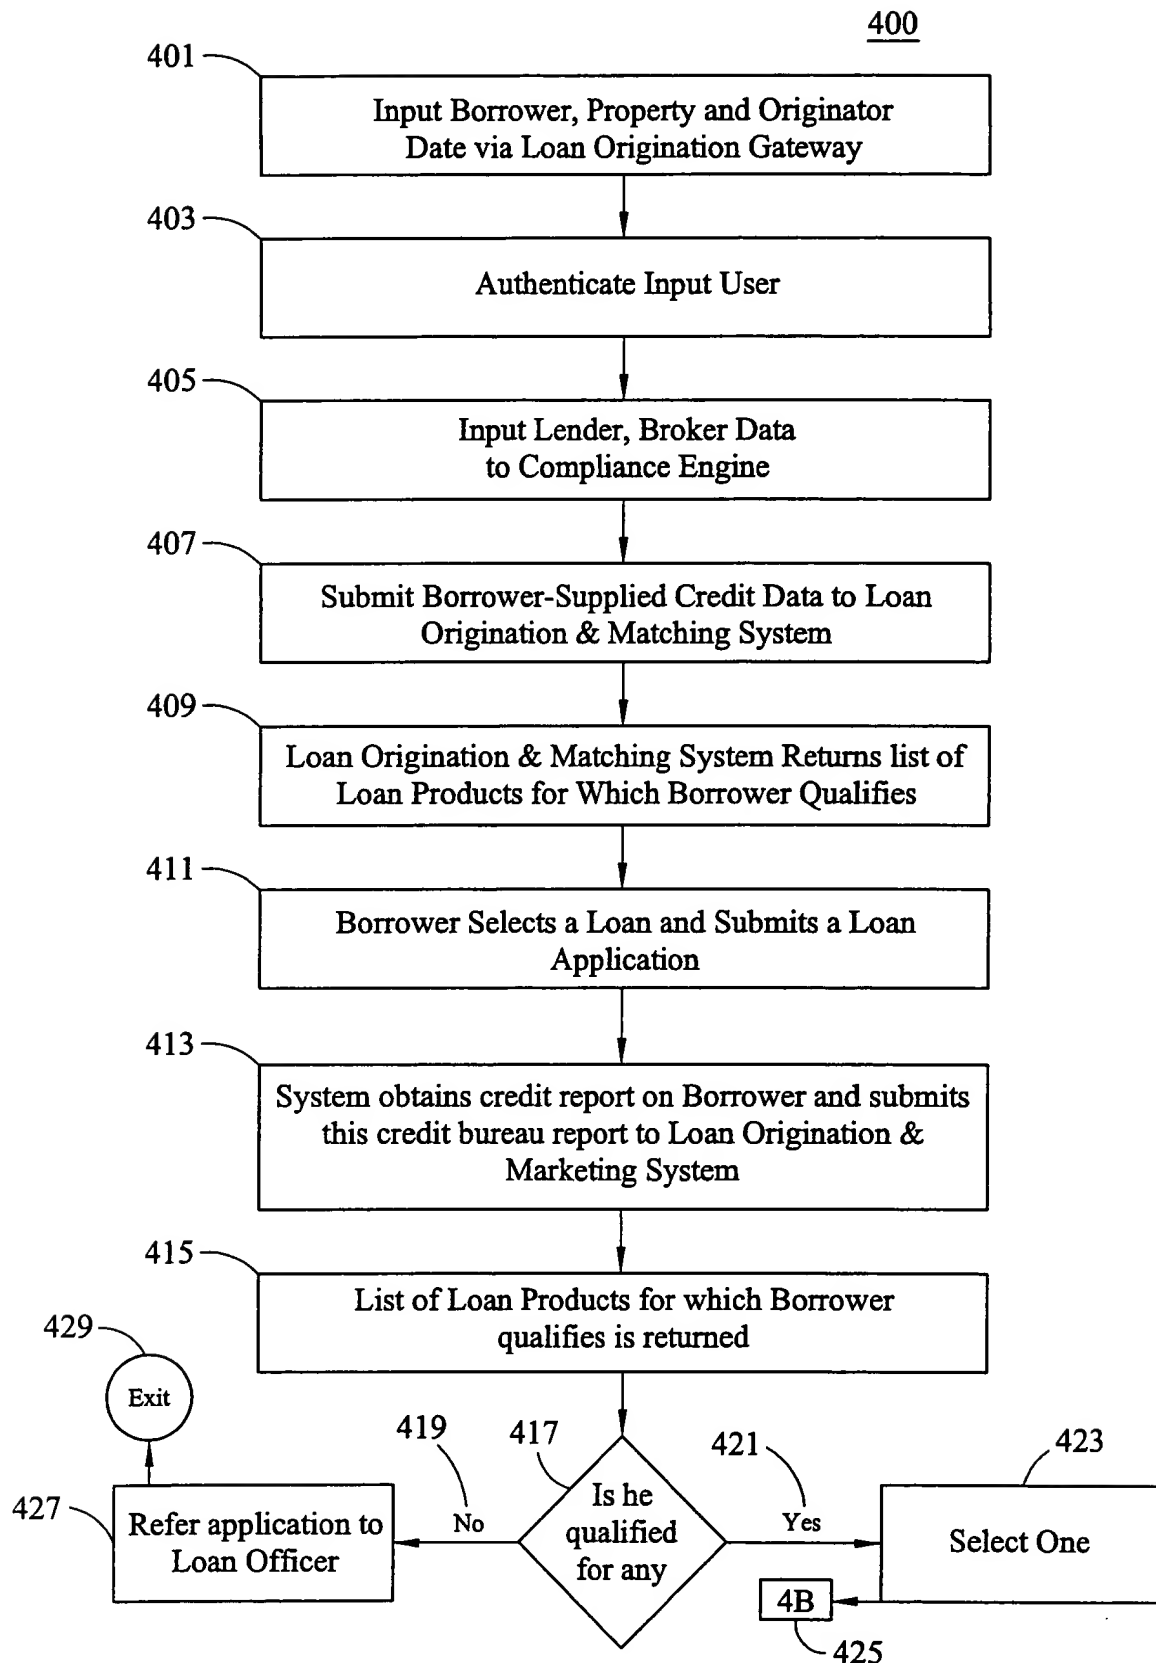 400
401
Input Borrower, Property and Originator
Date via Loan Origination Gateway
403
Authenticate Input User
405
Input Lender, Broker Data
to Compliance Engine
407
Submit Borrower-Supplied Credit Data to Loan
Origination & Matching System
409
Loan Origination & Matching System Returns list of
Loan Products for Which Borrower Qualifies
411
Borrower Selects a Loan and Submits a Loan
Application
413
System obtains credit report on Borrower and submits
this credit bureau report to Loan Origination &
Marketing System
415
List of Loan Products for which Borrower
qualifies is returned
429
Exit
419
No
417
Is he
qualified
for any
421
Yes
423
Select One
427
Refer application to
Loan Officer
4B
425